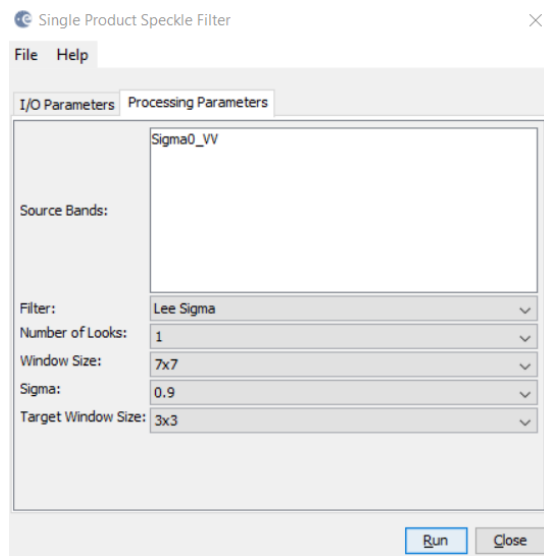 Single Product Speckle Filter
File Help
I/O Parameters Processing Parameters
Source Bands:
Sigma0_VV
Filter: Lee Sigma
Number of Looks: 1
Window Size: 7x7
Sigma: 0.9
Target Window Size: 3x3
Run Close